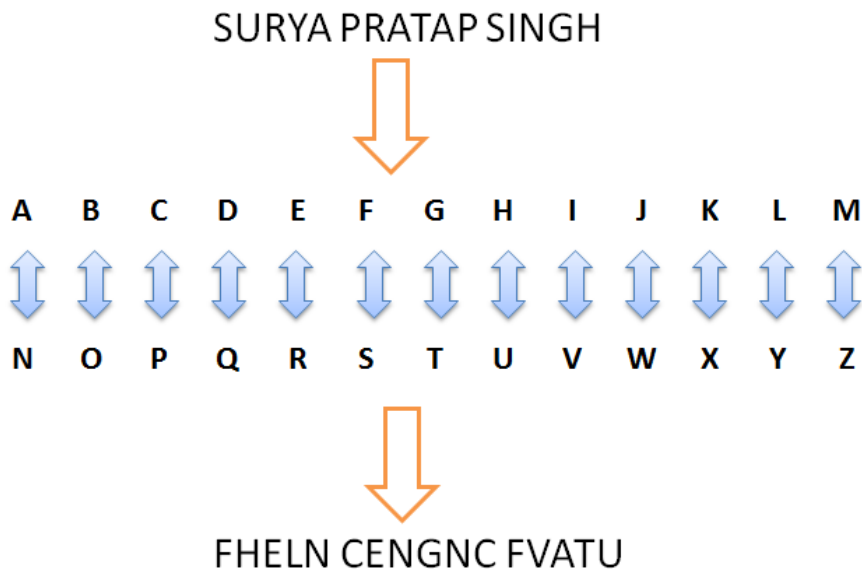 SURYA PRATAP SINGH
A B C D E F G H I J K L M
N O P Q R S T U V W X Y Z
FHELN CENGNC FVATU